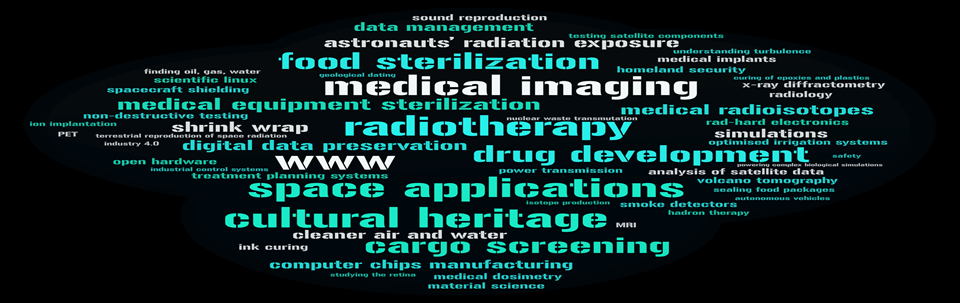 sound reproduction
data management
testing satellite components
astronauts' radiation exposure
understanding turbulence
food sterilization
medical implants
finding oil, gas, water
geological dating
homeland security
scientific linux
medical imaging
curing of epoxies and plastics
spacecraft shielding
x-ray diffractometry
radiology
medical equipment sterilization
medical radioisotopes
non-destructive testing
nuclear waste transmutation
ion implantation
shrink wrap
radiotherapy
rad-hard electronics
PET
terrestrial reproduction of space radiation
simulations
industry 4.0
digital data preservation
optimised irrigation systems
open hardware
www
drug development
safety
industrial control systems
power transmission
powering complex biological simulations
treatment planning systems
analysis of satellite data
space applications
volcano tomography
sealing food packages
isotope production
smoke detectors
autonomous vehicles
cultural heritage
hadron therapy
MRI
cleaner air and water
ink curing
cargo screening
computer chips manufacturing
studying the retina
medical dosimetry
material science